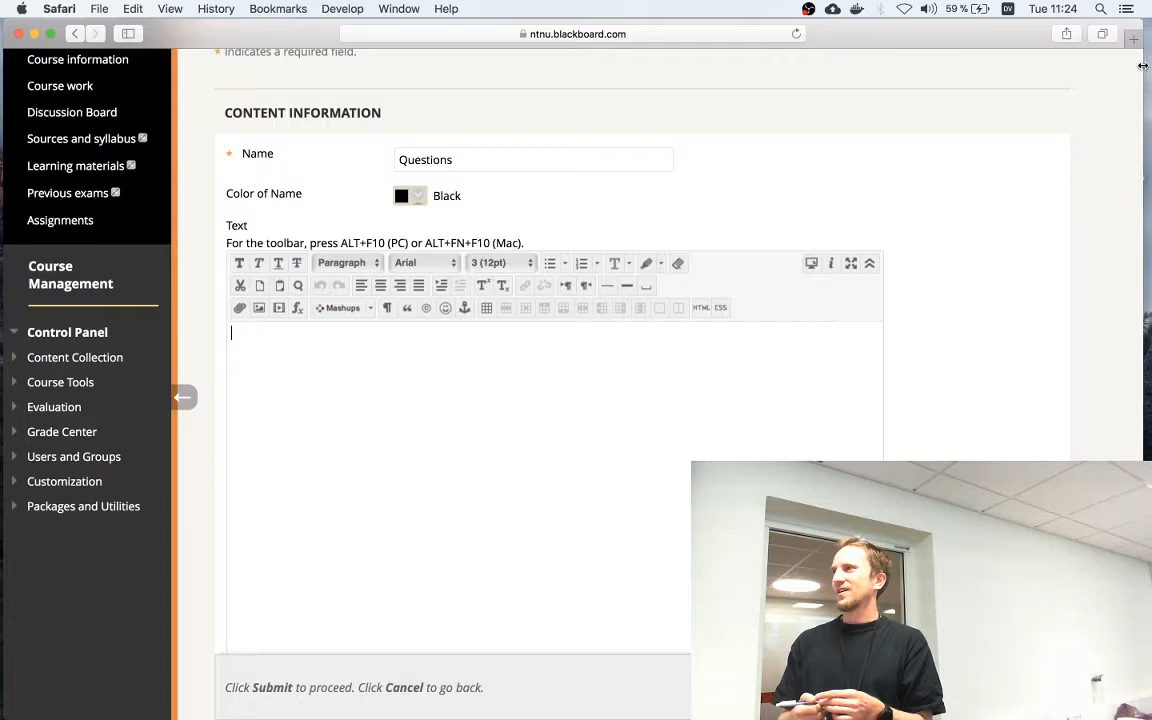 Safari File Edit View History Bookmarks Develop Window Help 59 % DV Tue 11:24
ntnu.blackboard.com
* Indicates a required field.
Course information
Course work
Discussion Board
Sources and syllabus
Learning materials
Previous exams
Assignments
Course
Management
Control Panel
Content Collection
Course Tools
Evaluation
Grade Center
Users and Groups
Customization
Packages and Utilities
CONTENT INFORMATION
* Name Questions
Color of Name Black
Text
For the toolbar, press ALT+F10 (PC) or ALT+FN+F10 (Mac).
T T T T Paragraph Arial 3 (12pt) T
Mashups HTML CSS
Click Submit to proceed. Click Cancel to go back.